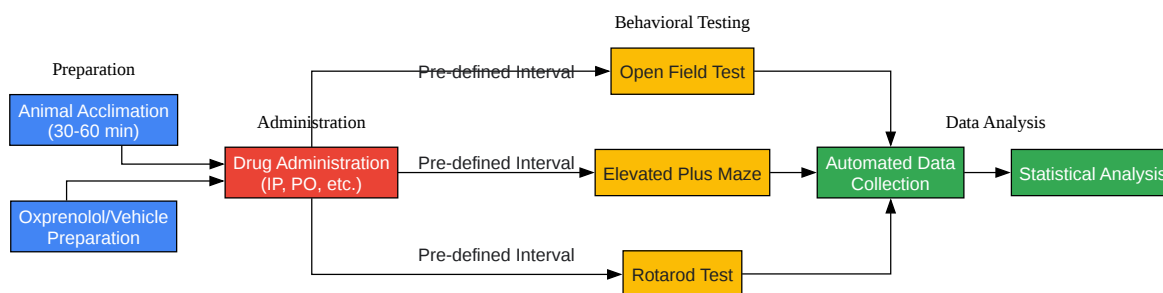 Behavioral Testing
Preparation
Pre-defined Interval
Open Field Test
Animal Acclimation
(30-60 min)
Administration
Data Analysis
Drug Administration
(IP, PO, etc.)
Pre-defined Interval
Elevated Plus Maze
Automated Data
Collection
Statistical Analysis
Oxprenolol/Vehicle
Preparation
Pre-defined Interval
Rotarod Test